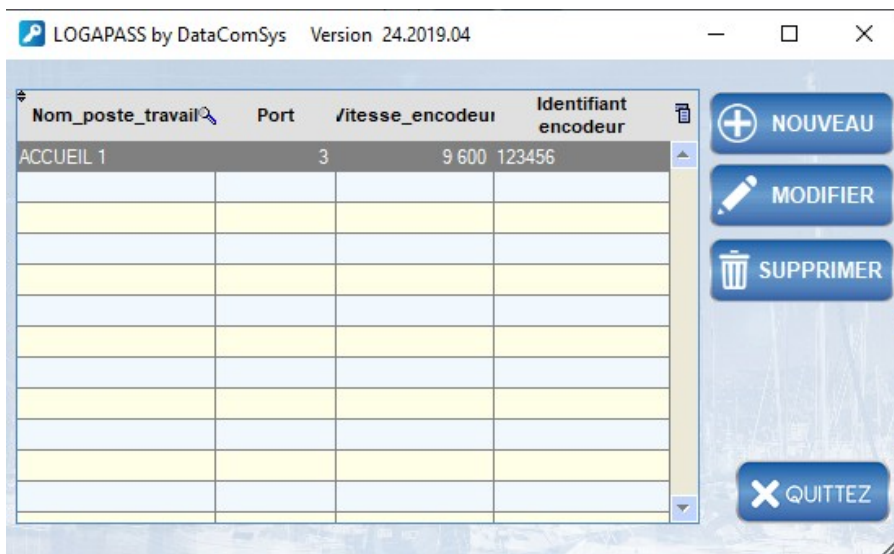 LOGAPASS by DataComSys Version 24.2019.04
Nom_poste_travail Port Vitesse_encodeur Identifiant
encodeur
ACCUEIL 1 3 9 600 123456
NOUVEAU
MODIFIER
SUPPRIMER
QUITTEZ